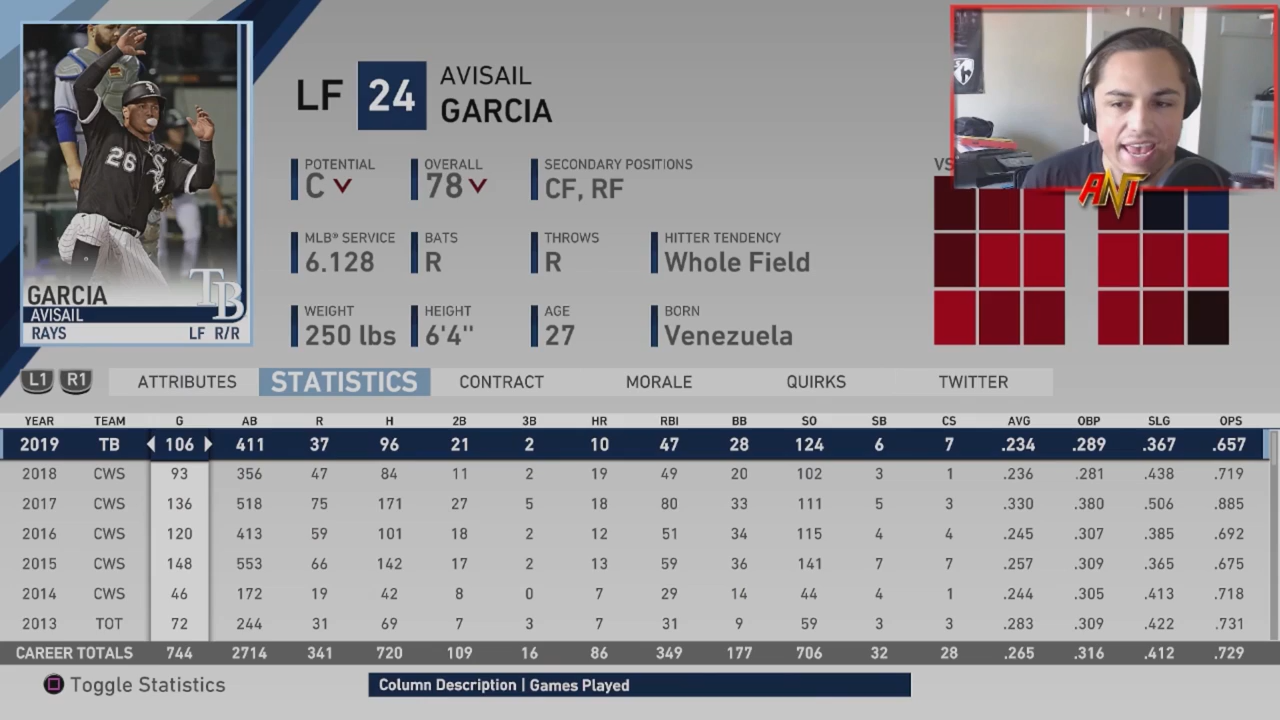 LF 24 AVISAIL
GARCIA
26
GARCIA
TB
AVISAIL
RAYS LF R/R
POTENTIAL OVERALL SECONDARY POSITIONS
C 78 CF, RF
MLB® SERVICE BATS THROWS HITTER TENDENCY
6.128 R R Whole Field
WEIGHT HEIGHT AGE BORN
250 lbs 6'4" 27 Venezuela
VS
ANT
L1 R1 ATTRIBUTES STATISTICS CONTRACT MORALE QUIRKS TWITTER
YEAR TEAM G AB R H 2B 3B HR RBI BB SO SB CS AVG OBP SLG OPS
2019 TB 106 411 37 96 21 2 10 47 28 124 6 7 .234 .289 .367 .657
2018 CWS 93 356 47 84 11 2 19 49 20 102 3 1 .236 .281 .438 .719
2017 CWS 136 518 75 171 27 5 18 80 33 111 5 3 .330 .380 .506 .885
2016 CWS 120 413 59 101 18 2 12 51 34 115 4 4 .245 .307 .385 .692
2015 CWS 148 553 66 142 17 2 13 59 36 141 7 7 .257 .309 .365 .675
2014 CWS 46 172 19 42 8 0 7 29 14 44 4 1 .244 .305 .413 .718
2013 TOT 72 244 31 69 7 3 7 31 9 59 3 3 .283 .309 .422 .731
CAREER TOTALS 744 2714 341 720 109 16 86 349 177 706 32 28 .265 .316 .412 .729
Toggle Statistics
Column Description | Games Played